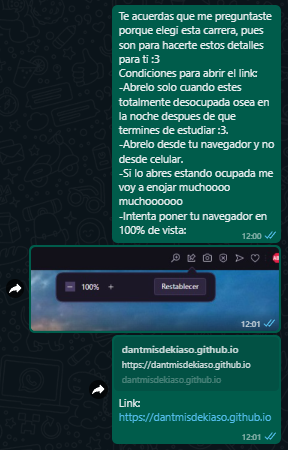 Te acuerdas que me preguntaste
porque elegi esta carrera, pues
son para hacerte estos detalles
para ti :3
Condiciones para abrir el link:
-Abrelo solo cuando estes
totalmente desocupada osea en
la noche despues de que
termines de estudiar :3.
-Abrelo desde tu navegador y no
desde celular.
-Si lo abres estando ocupada me
voy a enojar muchoooo
muchoooooo
-Intenta poner tu navegador en
100% de vista:
12:00
100% +
Restablecer
12:01
dantmisdekiaso.github.io
https://dantmisdekiaso.github.io
dantmisdekiaso.github.io
Link:
https://dantmisdekiaso.github.io
12:01